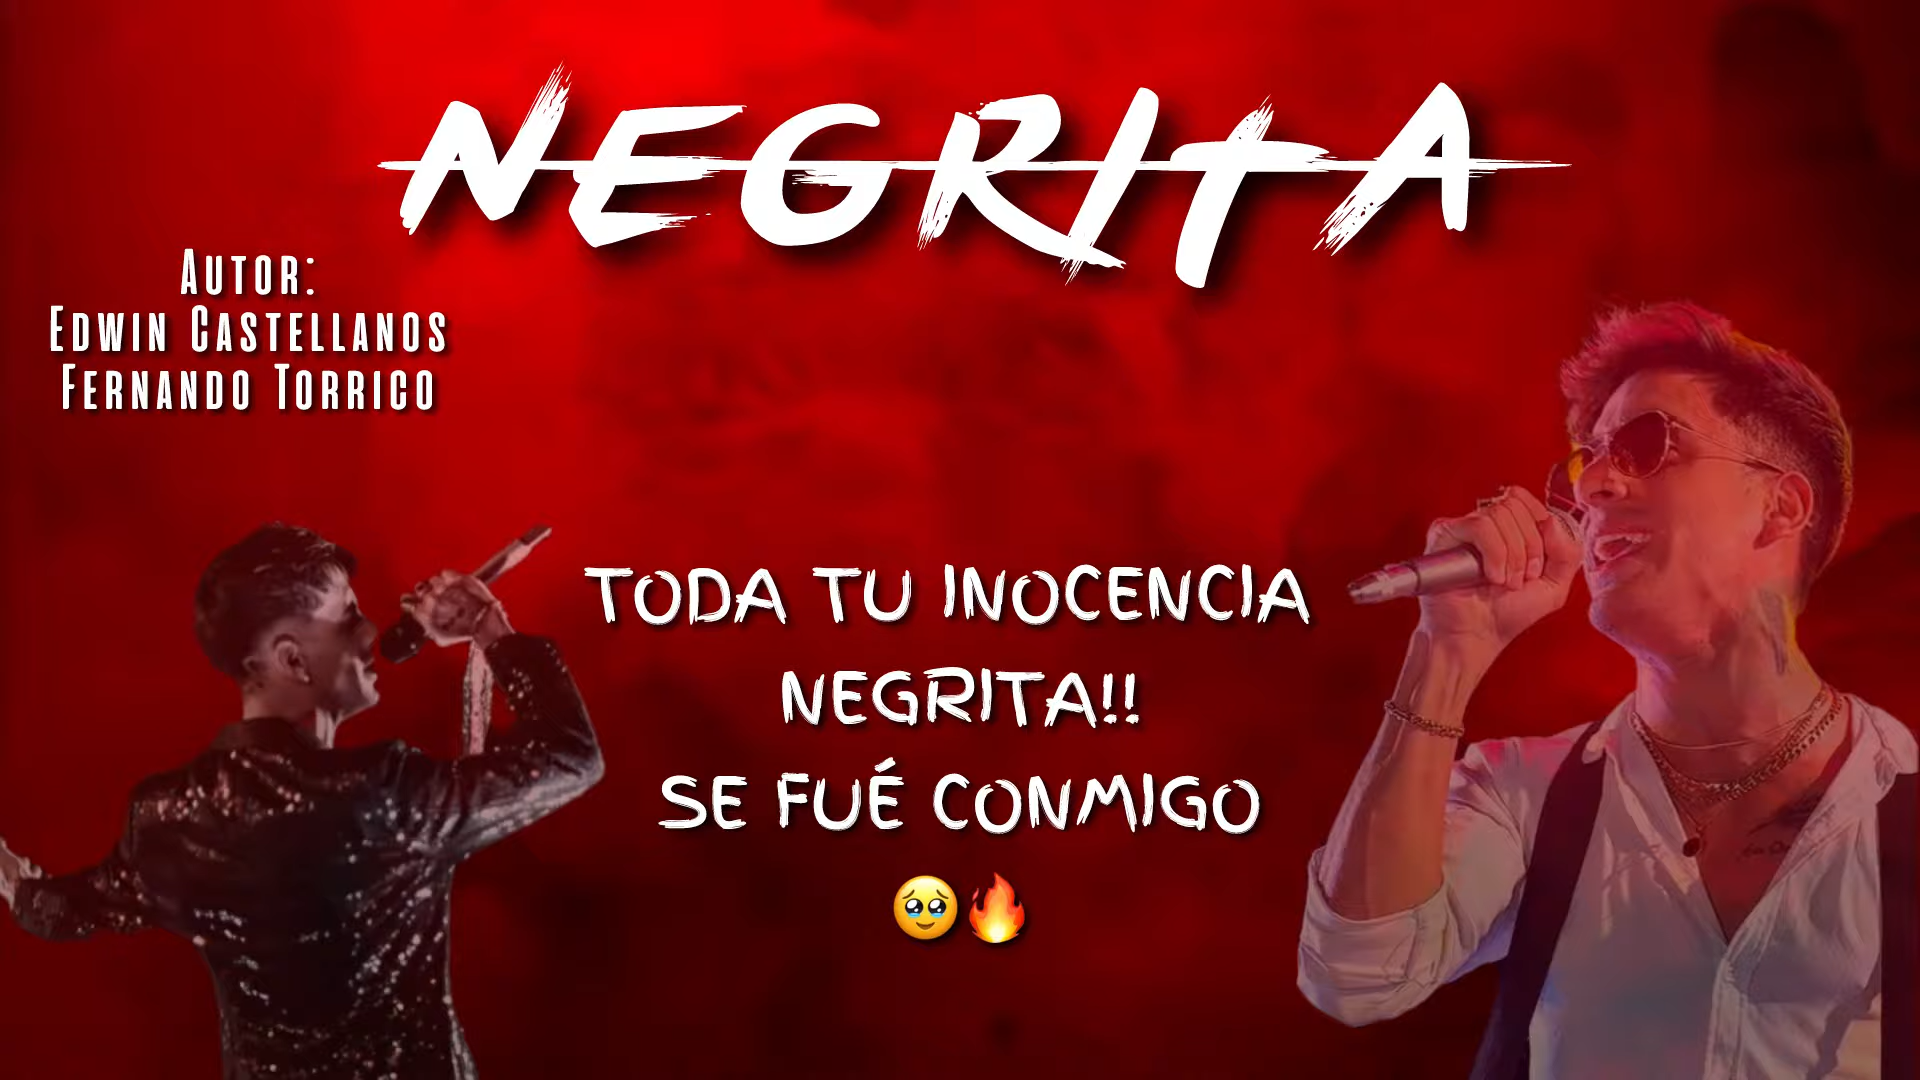 NEGRITA
AUTOR:
EDWIN CASTELLANOS
FERNANDO TORRICO
TODA TU INOCENCIA
NEGRITA!!
SE FUÉ CONMIGO
🥹🔥